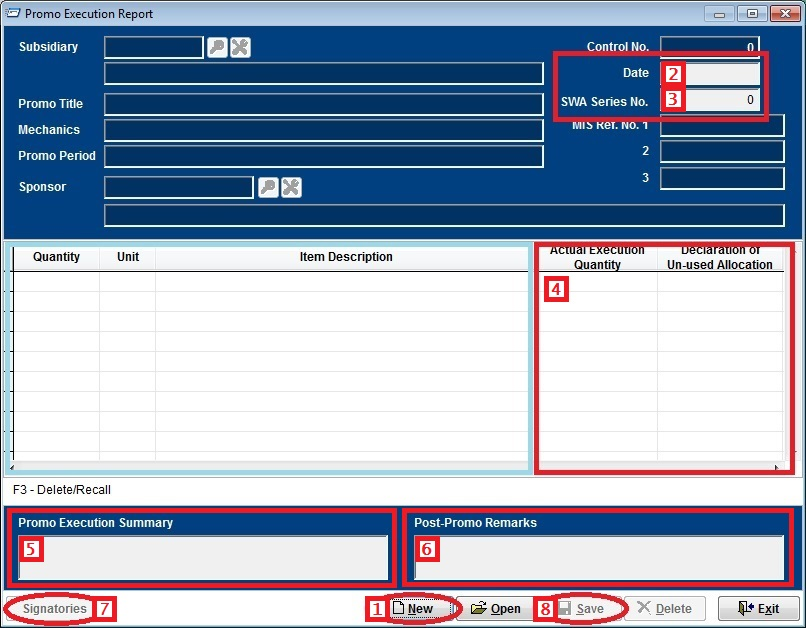 Promo Execution Report
Subsidiary
Control No. 0
Date 2
SWA Series No. 3 0
Promo Title
Mechanics
MIS Ref. No. 1
Promo Period
2
Sponsor
3
Quantity Unit Item Description
Actual Execution Quantity
Declaration of Un-used Allocation
4
F3 - Delete/Recall
Promo Execution Summary
5
Post-Promo Remarks
6
Signatories 7 1 New Open 8 Save Delete Exit